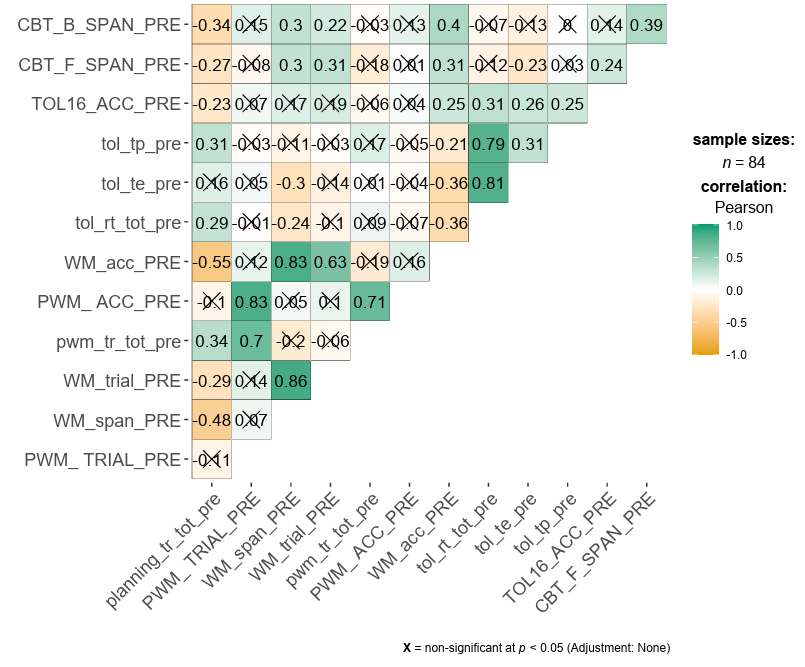 CBT_B_SPAN_PRE -0.34 0.15 0.3 0.22 -0.03 0.13 0.4 -0.07 -0.13 0 0.14 0.39
CBT_F_SPAN_PRE -0.27 -0.08 0.3 0.31 -0.18 0.01 0.31 -0.12 -0.23 0.03 0.24
TOL16_ACC_PRE -0.23 0.07 0.17 0.19 -0.06 0.04 0.25 0.31 0.26 0.25
tol_tp_pre 0.31 -0.03 -0.11 -0.03 0.17 -0.05 -0.21 0.79 0.31
tol_te_pre 0.16 0.05 -0.3 -0.14 0.01 -0.04 -0.36 0.81
tol_rt_tot_pre 0.29 -0.01 -0.24 -0.1 0.09 -0.07 -0.36
WM_acc_PRE -0.55 0.12 0.83 0.63 -0.19 0.16
PWM_ ACC_PRE -0.1 0.83 0.05 0.1 0.71
pwm_tr_tot_pre 0.34 0.7 -0.2 -0.06
WM_trial_PRE -0.29 0.14 0.86
WM_span_PRE -0.48 0.07
PWM_ TRIAL_PRE -0.11
planning_tr_tot_pre
PWM_ TRIAL_PRE
WM_span_PRE
WM_trial_PRE
pwm_tr_tot_pre
PWM_ ACC_PRE
WM_acc_PRE
tol_rt_tot_pre
tol_te_pre
tol_tp_pre
TOL16_ACC_PRE
CBT_F_SPAN_PRE
sample sizes:
n = 84
correlation:
Pearson
1.0
0.5
0.0
-0.5
-1.0
X = non-significant at p < 0.05 (Adjustment: None)